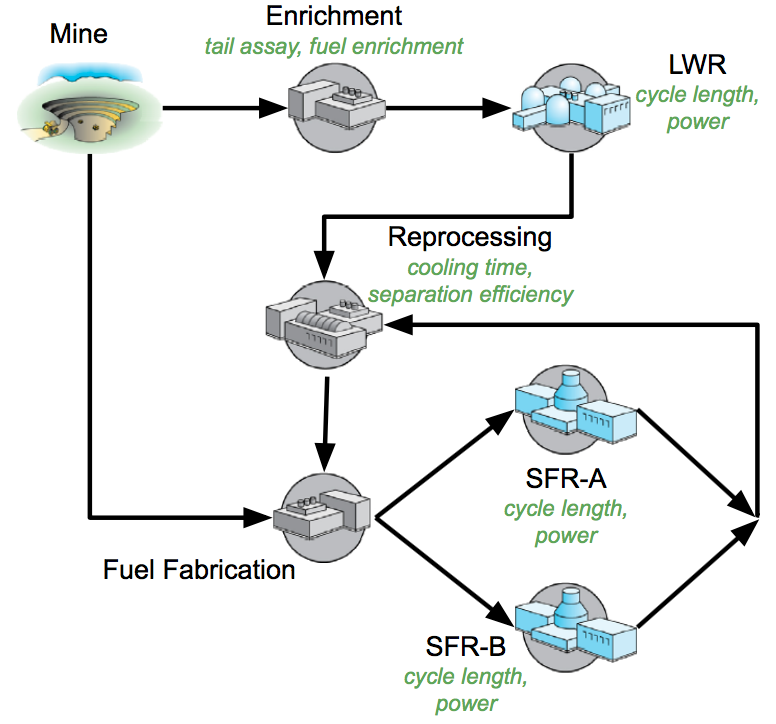 Mine
Enrichment
tail assay, fuel enrichment
LWR
cycle length,
power
Reprocessing
cooling time,
separation efficiency
SFR-A
cycle length,
power
Fuel Fabrication
SFR-B
cycle length,
power